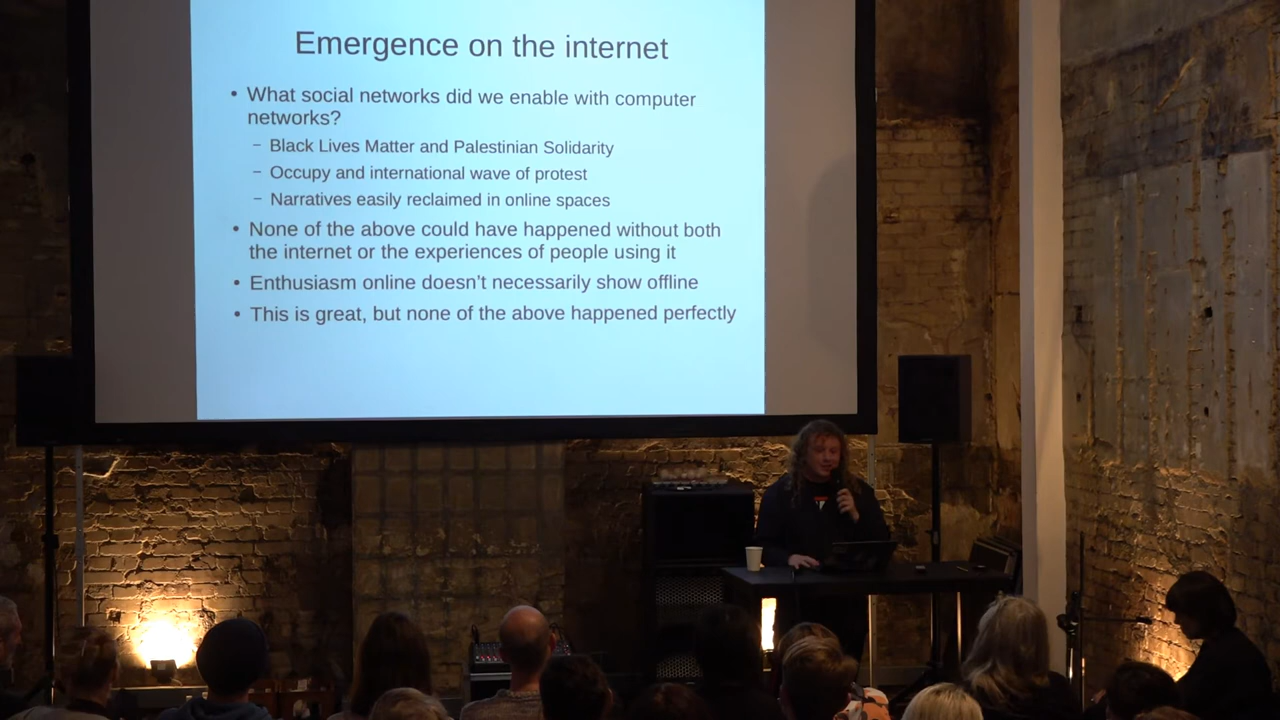 Emergence on the internet
• What social networks did we enable with computer
networks?
– Black Lives Matter and Palestinian Solidarity
– Occupy and international wave of protest
– Narratives easily reclaimed in online spaces
• None of the above could have happened without both
the internet or the experiences of people using it
• Enthusiasm online doesn't necessarily show offline
• This is great, but none of the above happened perfectly